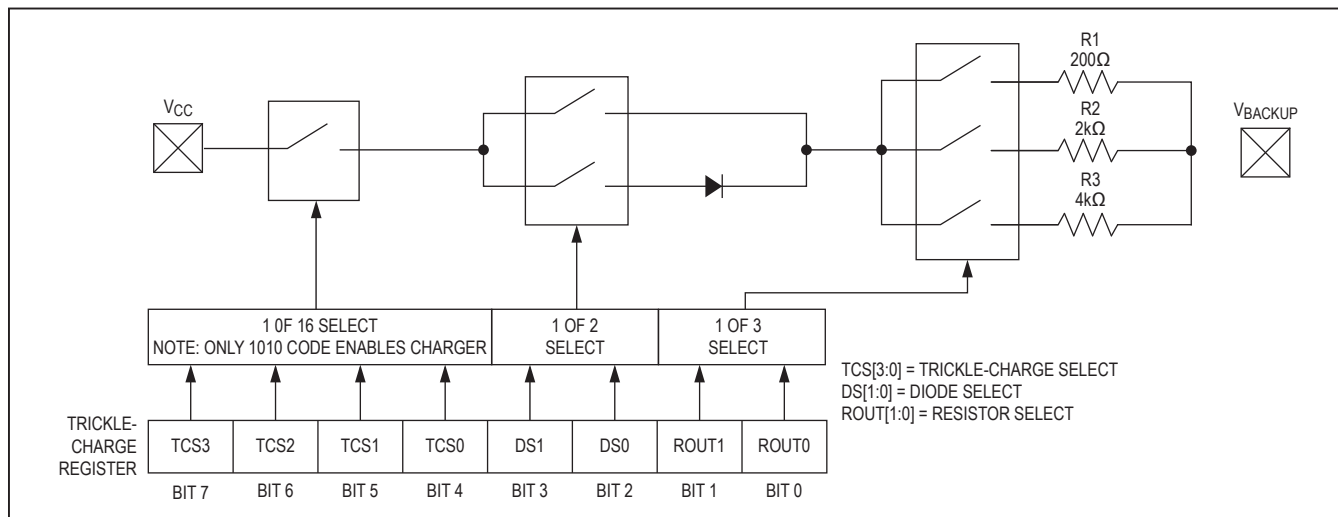 R1
200Ω
R2
2kΩ
R3
4kΩ
VCC
VBACKUP
1 0F 16 SELECT
NOTE: ONLY 1010 CODE ENABLES CHARGER
1 OF 2
SELECT
1 OF 3
SELECT
TCS[3:0] = TRICKLE-CHARGE SELECT
DS[1:0] = DIODE SELECT
ROUT[1:0] = RESISTOR SELECT
TRICKLE-
CHARGE
REGISTER
TCS3 TCS2 TCS1 TCS0 DS1 DS0 ROUT1 ROUT0
BIT 7 BIT 6 BIT 5 BIT 4 BIT 3 BIT 2 BIT 1 BIT 0